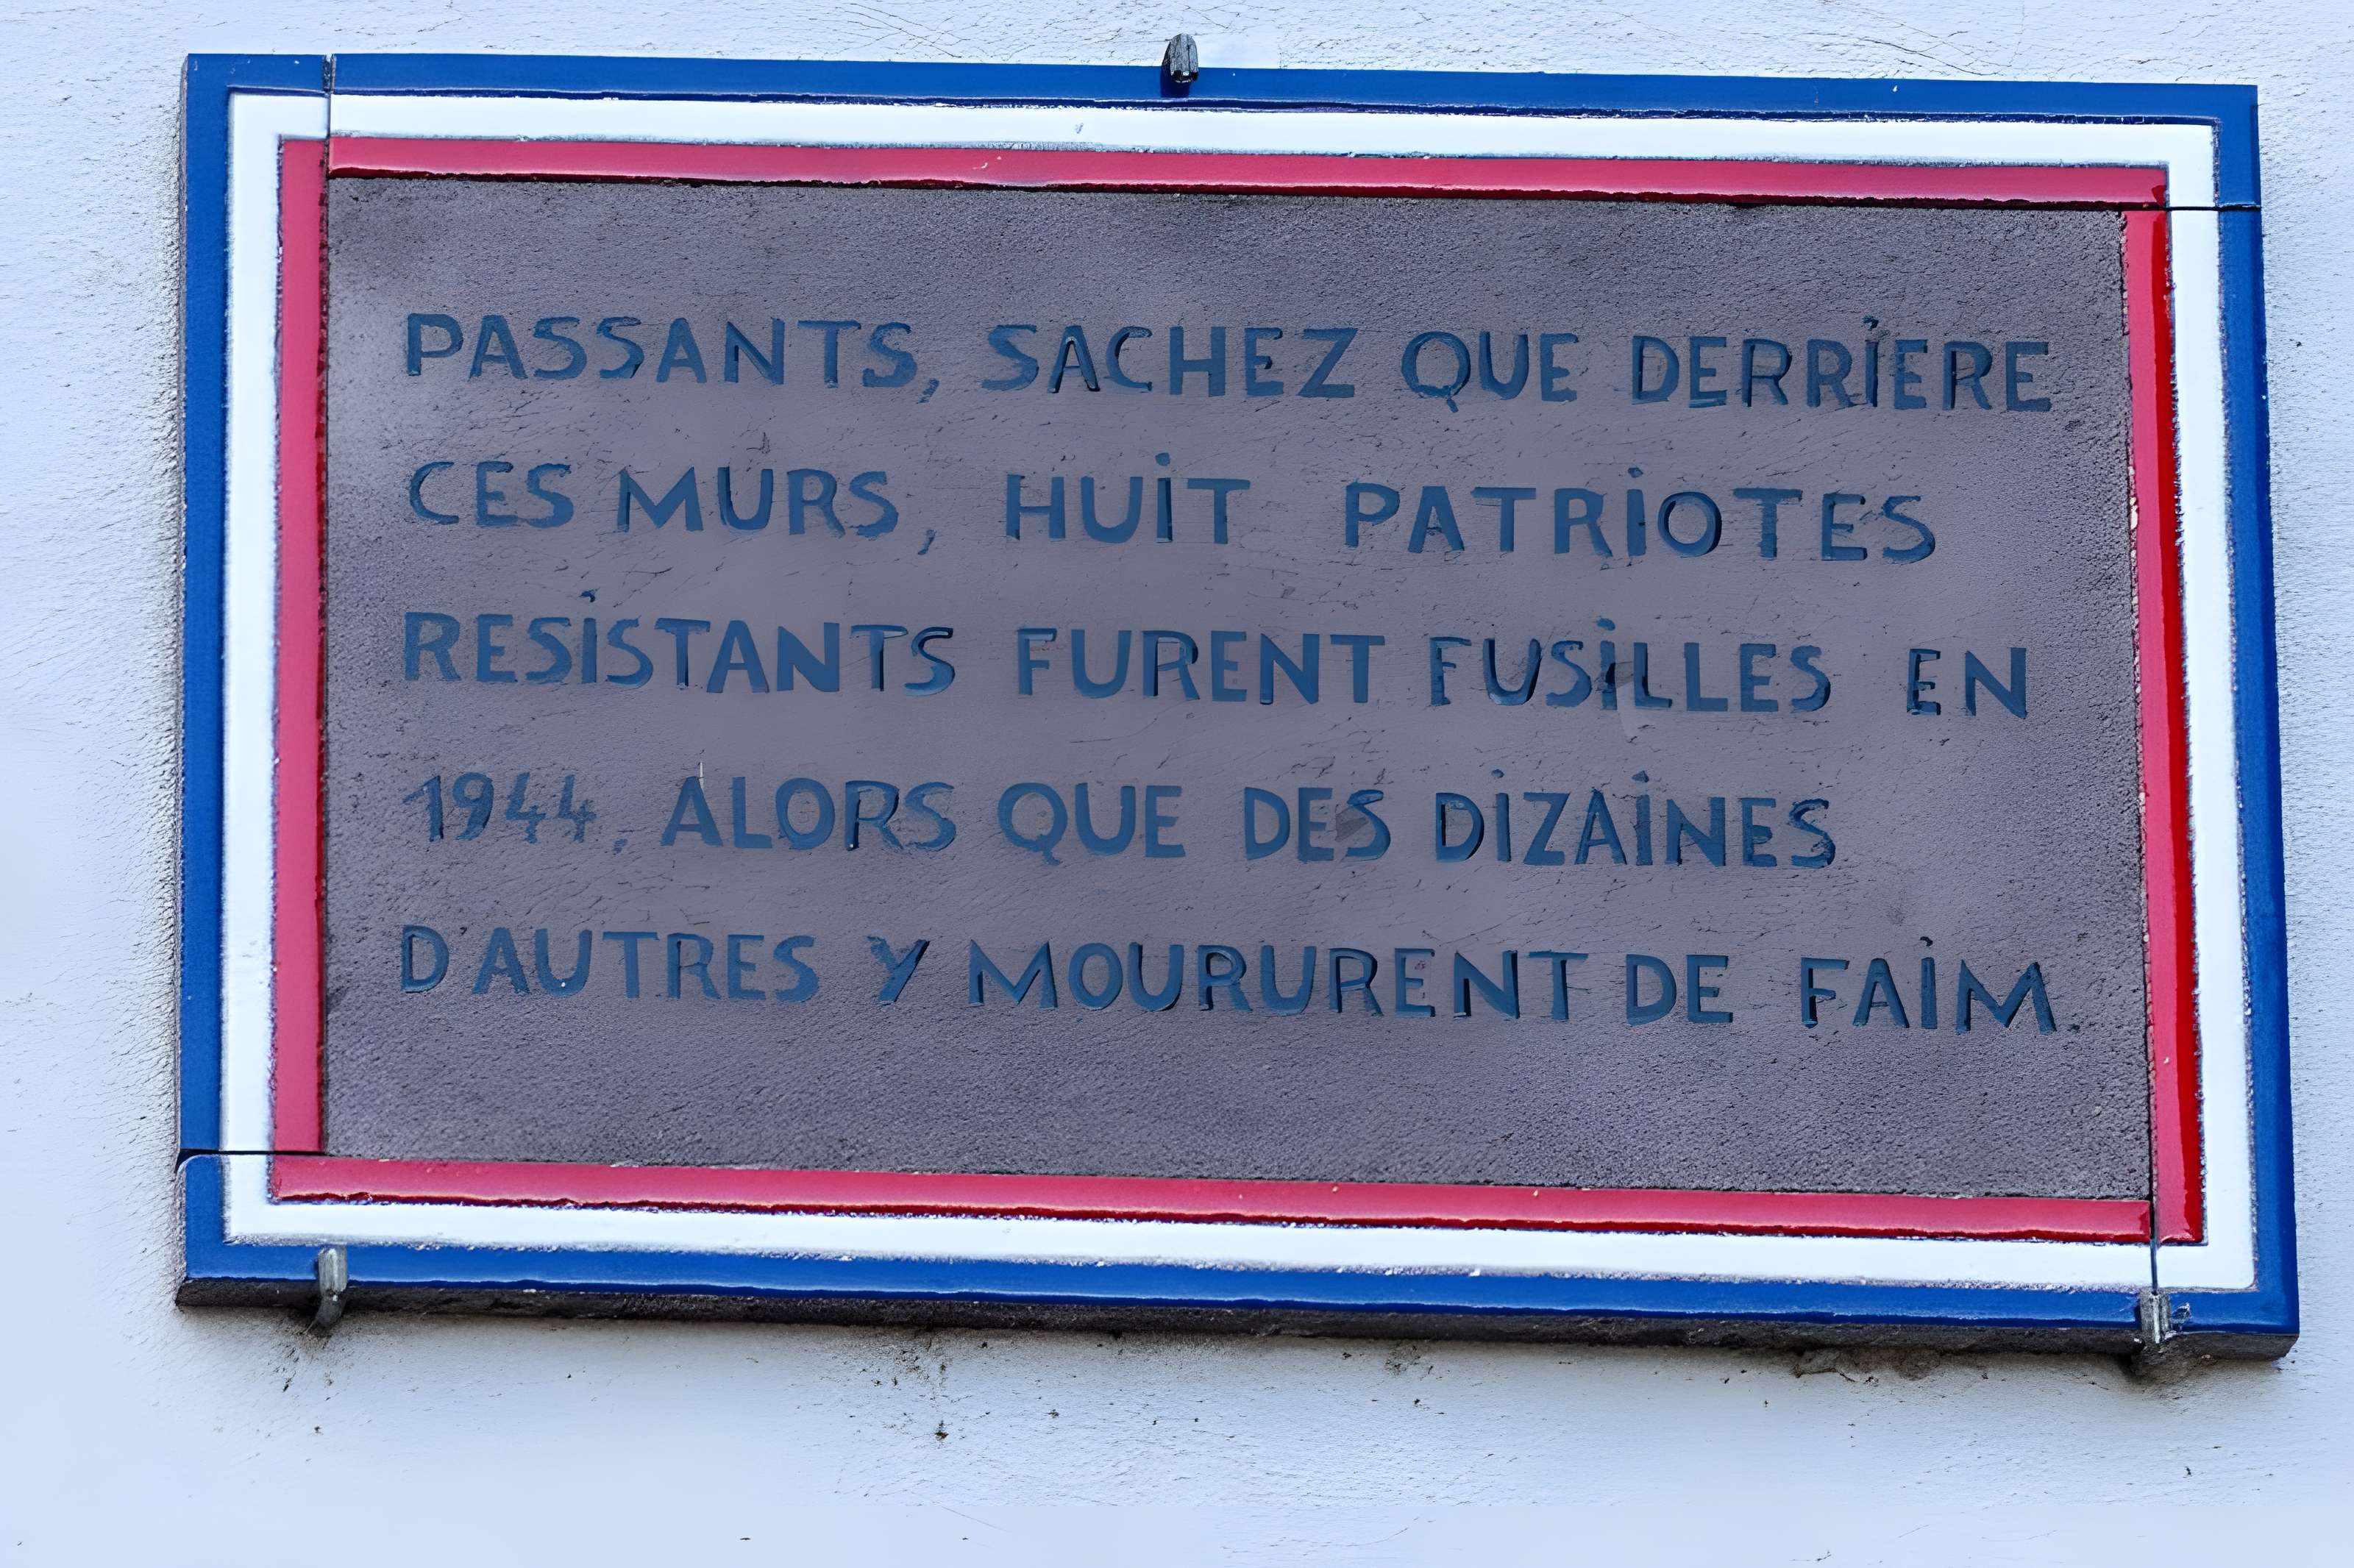 PASSANTS, SACHEZ QUE DERRiERE
CES MURS, HUiT PATRiOTES
RESiSTANTS FURENT FUSiLLES EN
1944, ALORS QUE DES DiZAiNES
D'AUTRES Y MOURURENT DE FAiM.